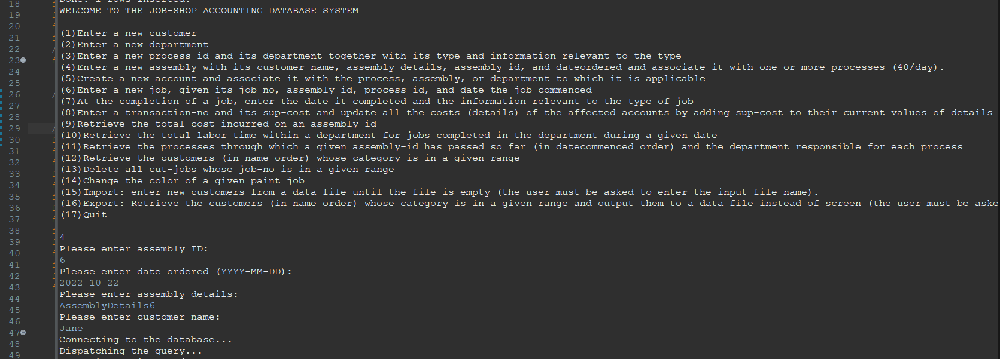 Done. 1 rows inserted.
WELCOME TO THE JOB-SHOP ACCOUNTING DATABASE SYSTEM
(1)Enter a new customer
(2)Enter a new department
(3)Enter a new process-id and its department together with its type and information relevant to the type
(4)Enter a new assembly with its customer-name, assembly-details, assembly-id, and dateordered and associate it with one or more processes (40/day).
(5)Create a new account and associate it with the process, assembly, or department to which it is applicable
(6)Enter a new job, given its job-no, assembly-id, process-id, and date the job commenced
(7)At the completion of a job, enter the date it completed and the information relevant to the type of job
(8)Enter a transaction-no and its sup-cost and update all the costs (details) of the affected accounts by adding sup-cost to their current values of details
(9)Retrieve the total cost incurred on an assembly-id
(10)Retrieve the total labor time within a department for jobs completed in the department during a given date
(11)Retrieve the processes through which a given assembly-id has passed so far (in datecommenced order) and the department responsible for each process
(12)Retrieve the customers (in name order) whose category is in a given range
(13)Delete all cut-jobs whose job-no is in a given range
(14)Change the color of a given paint job
(15)Import: enter new customers from a data file until the file is empty (the user must be asked to enter the input file name).
(16)Export: Retrieve the customers (in name order) whose category is in a given range and output them to a data file instead of screen (the user must be aske
(17)Quit
4
Please enter assembly ID:
6
Please enter date ordered (YYYY-MM-DD):
2022-10-22
Please enter assembly details:
AssemblyDetails6
Please enter customer name:
Jane
Connecting to the database...
Dispatching the query...
18
19
20
21
22
23
24
25
26
27
28
29
30
31
32
33
34
35
36
37
38
39
40
41
42
43
44
45
46
47
48
49